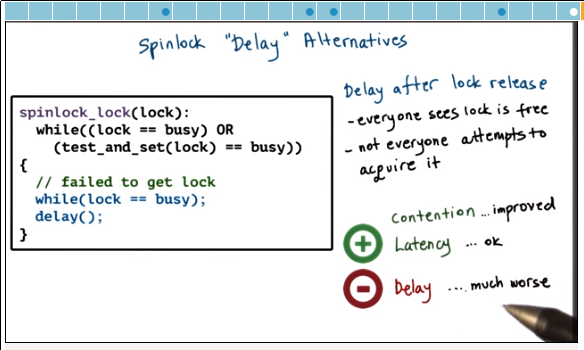 Spinlock "Delay" Alternatives
spinlock_lock(lock):
while((lock == busy) OR
(test_and_set(lock) == busy))
{
// failed to get lock
while(lock == busy);
delay();
}
Delay after lock release
- everyone sees lock is free
- not everyone attempts to
acquire it
Contention ... improved
+ Latency ... ok
- Delay .... much worse